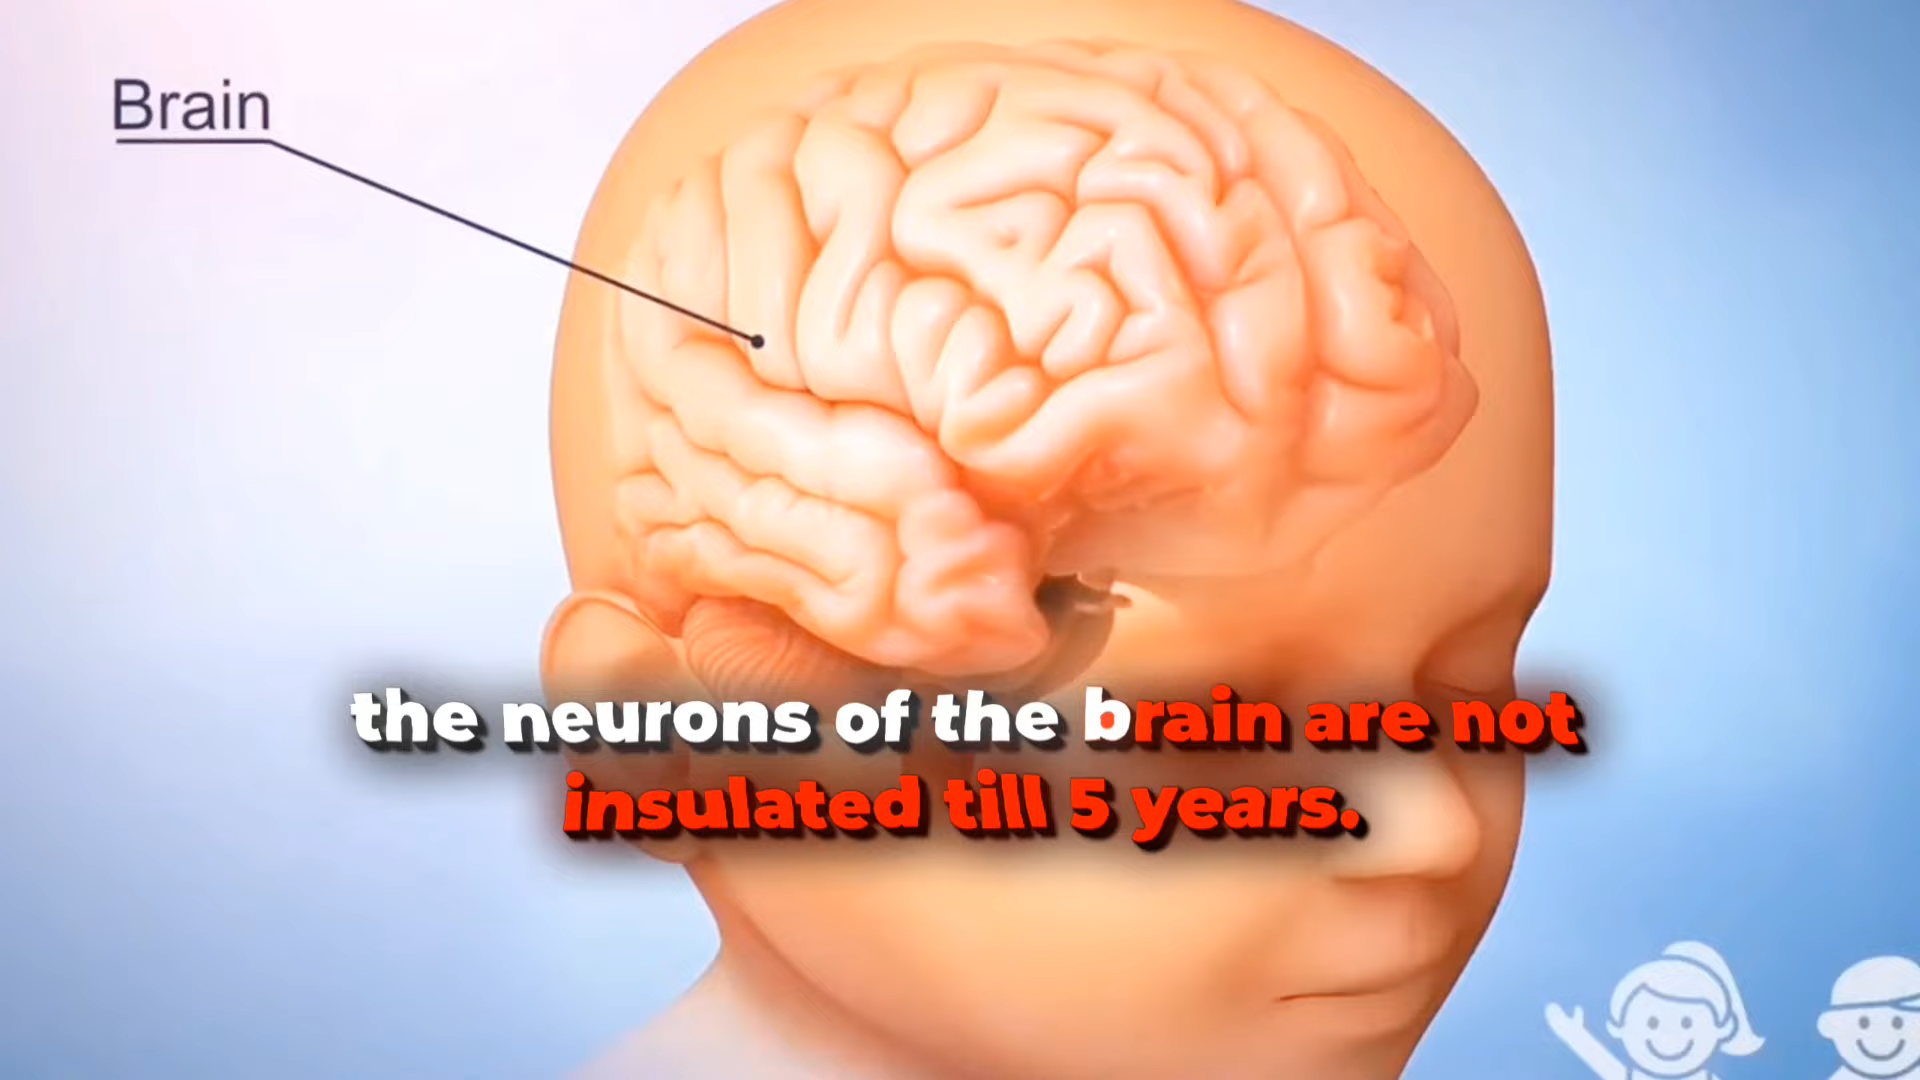 Brain
the neurons of the brain are not
insulated till 5 years.